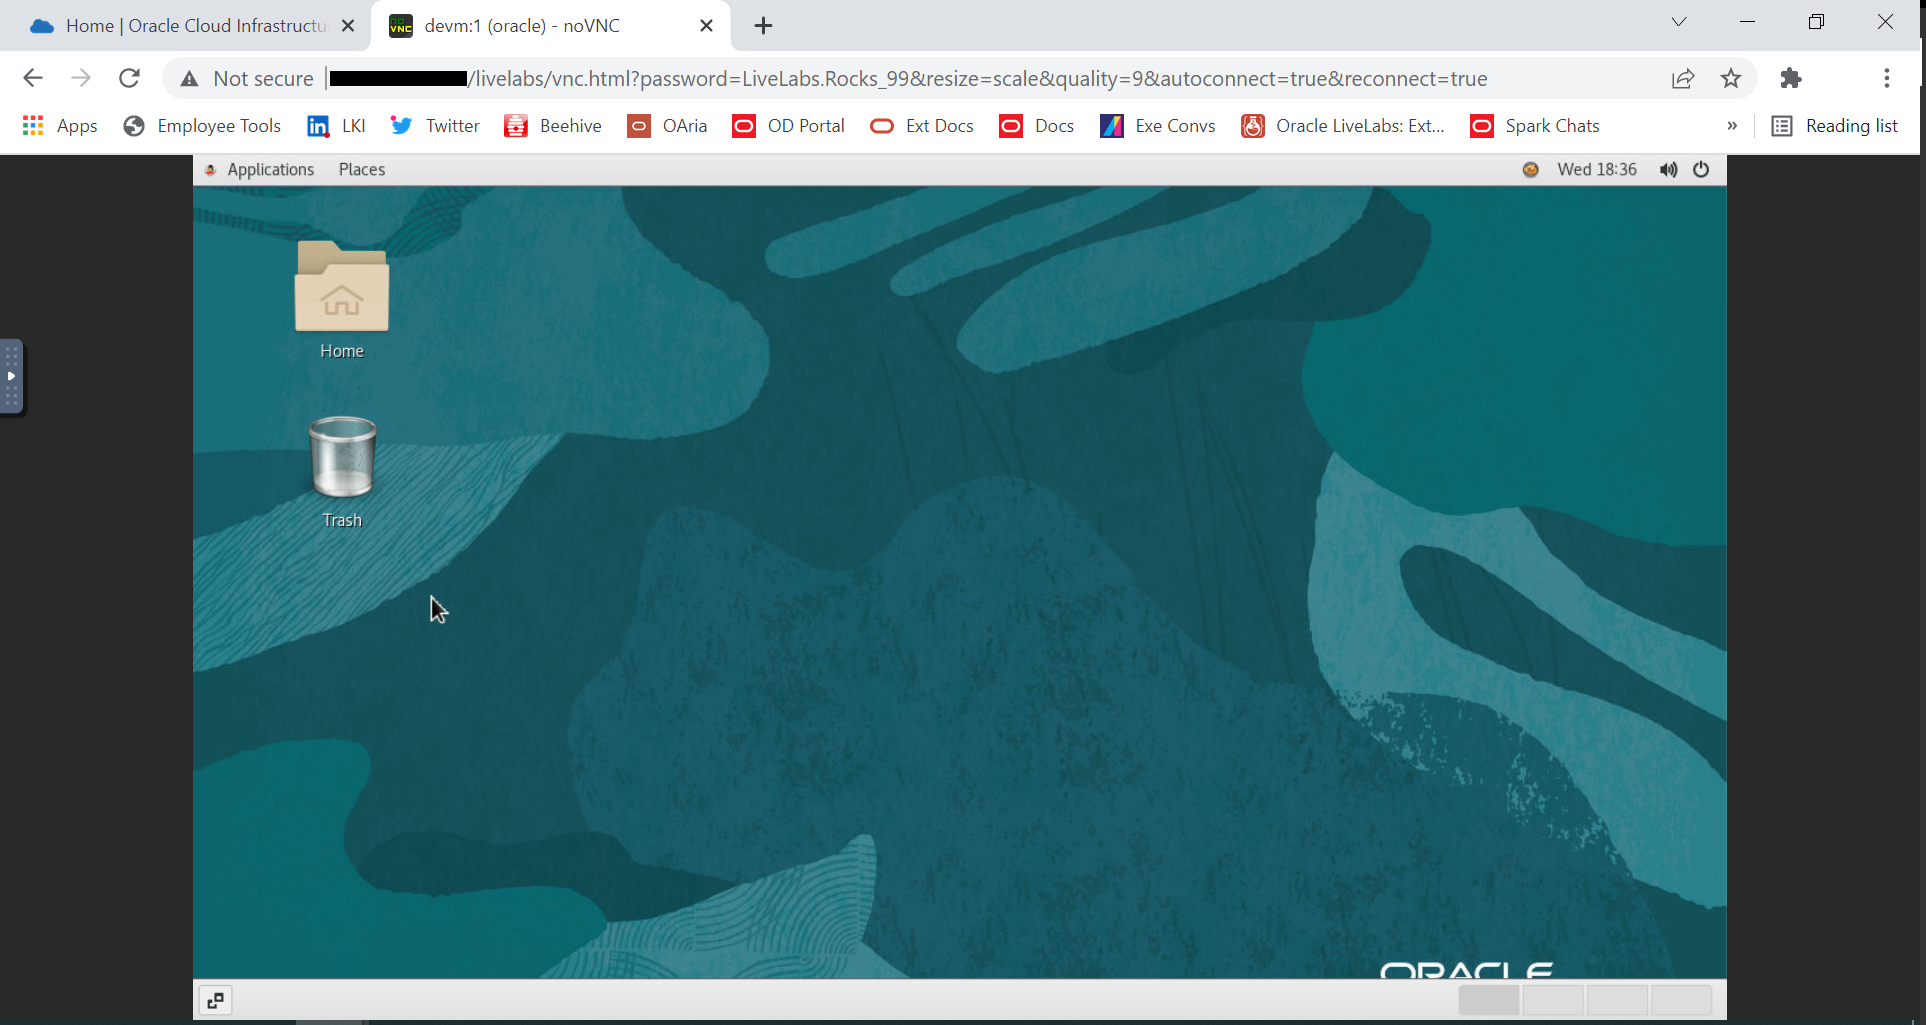 Home | Oracle Cloud Infrastructu
devm:1 (oracle) - noVNC
Not secure
/livelabs/vnc.html?password=LiveLabs.Rocks_99&resize=scale&quality=9&autoconnect=true&reconnect=true
Apps Employee Tools LKI Twitter Beehive OAria OD Portal Ext Docs Docs Exe Convs Oracle LiveLabs: Ext... Spark Chats » Reading list
Applications Places Wed 18:36
Home
Trash
ORACLE